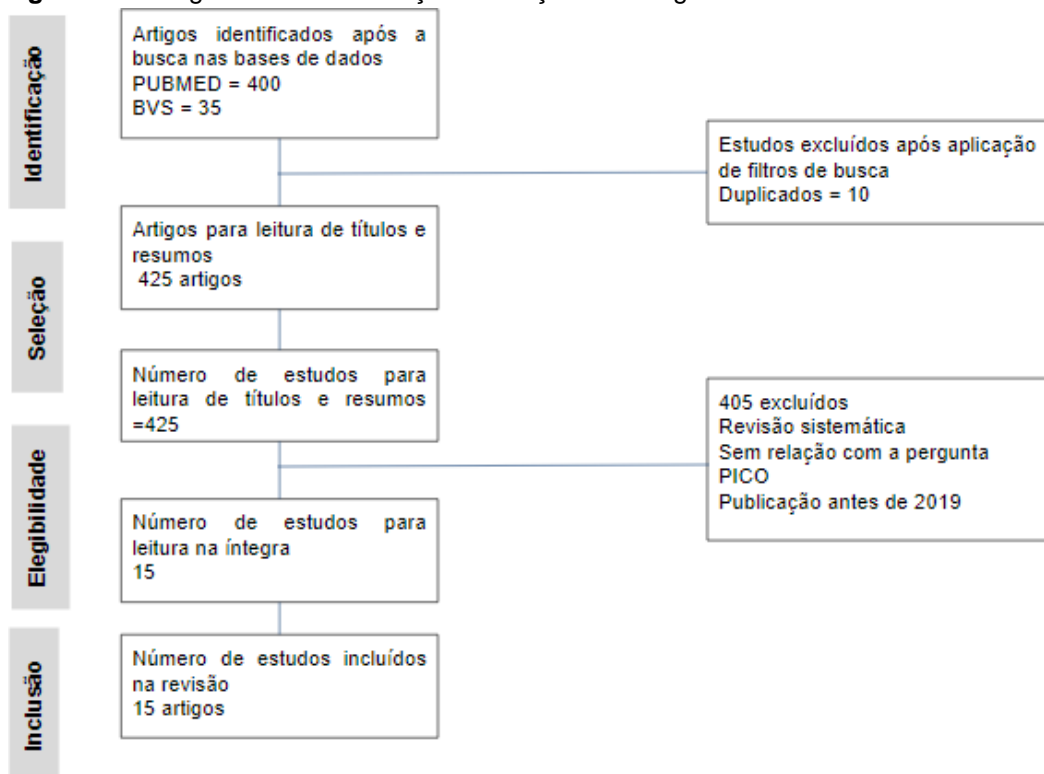 Identificação
Artigos identificados após a
busca nas bases de dados
PUBMED = 400
BVS = 35
Estudos excluídos após aplicação
de filtros de busca
Duplicados = 10
Seleção
Artigos para leitura de títulos e
resumos
425 artigos
Número de estudos para
leitura de títulos e resumos
=425
405 excluídos
Revisão sistemática
Sem relação com a pergunta
PICO
Publicação antes de 2019
Elegibilidade
Número de estudos para
leitura na íntegra
15
Inclusão
Número de estudos incluídos
na revisão
15 artigos